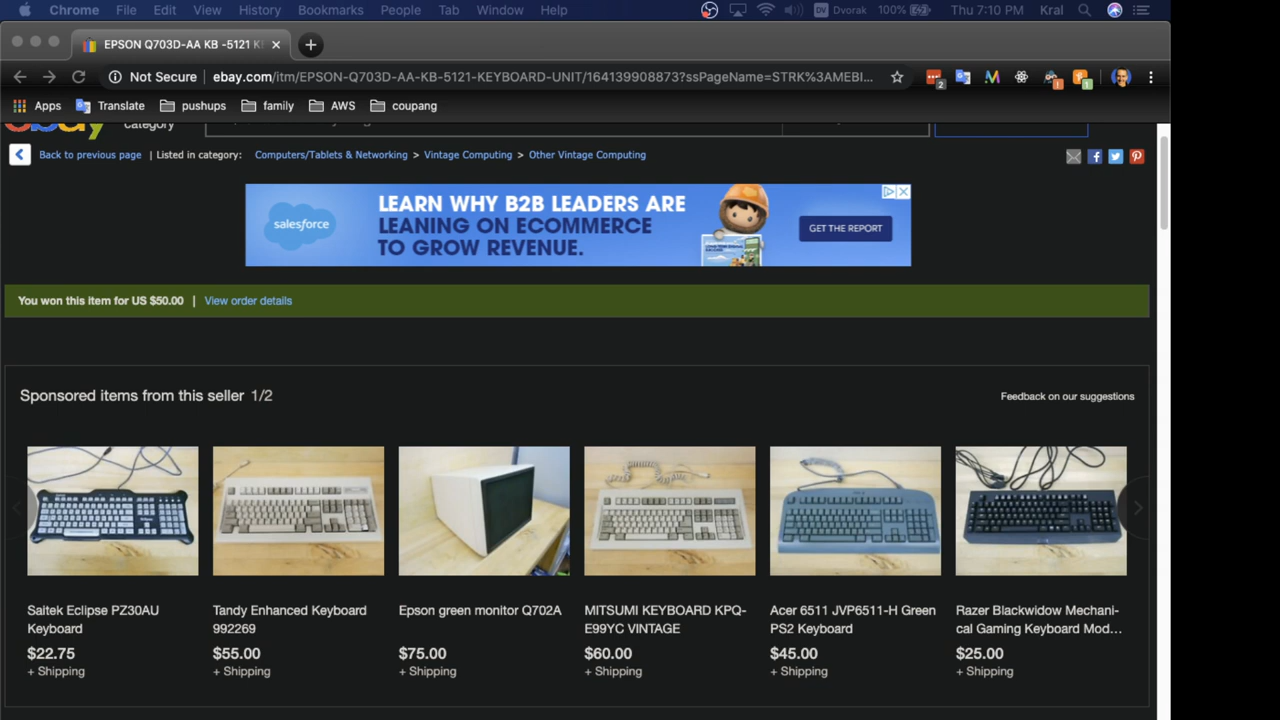 Chrome File Edit View History Bookmarks People Tab Window Help DV Dvorak 100% Thu 7:10 PM Kral
EPSON Q703D-AA KB -5121 K
Not Secure | ebay.com/itm/EPSON-Q703D-AA-KB-5121-KEYBOARD-UNIT/164139908873?ssPageName=STRK%3AMEBI...
Apps Translate pushups family AWS coupang
category
Back to previous page | Listed in category: Computers/Tablets & Networking > Vintage Computing > Other Vintage Computing
salesforce
LEARN WHY B2B LEADERS ARE
LEANING ON ECOMMERCE
TO GROW REVENUE.
GET THE REPORT
You won this item for US $50.00 | View order details
Sponsored items from this seller 1/2
Feedback on our suggestions
Saitek Eclipse PZ30AU
Keyboard
$22.75
+ Shipping
Tandy Enhanced Keyboard
992269
$55.00
+ Shipping
Epson green monitor Q702A
$75.00
+ Shipping
MITSUMI KEYBOARD KPQ-
E99YC VINTAGE
$60.00
+ Shipping
Acer 6511 JVP6511-H Green
PS2 Keyboard
$45.00
+ Shipping
Razer Blackwidow Mechani-
cal Gaming Keyboard Mod...
$25.00
+ Shipping